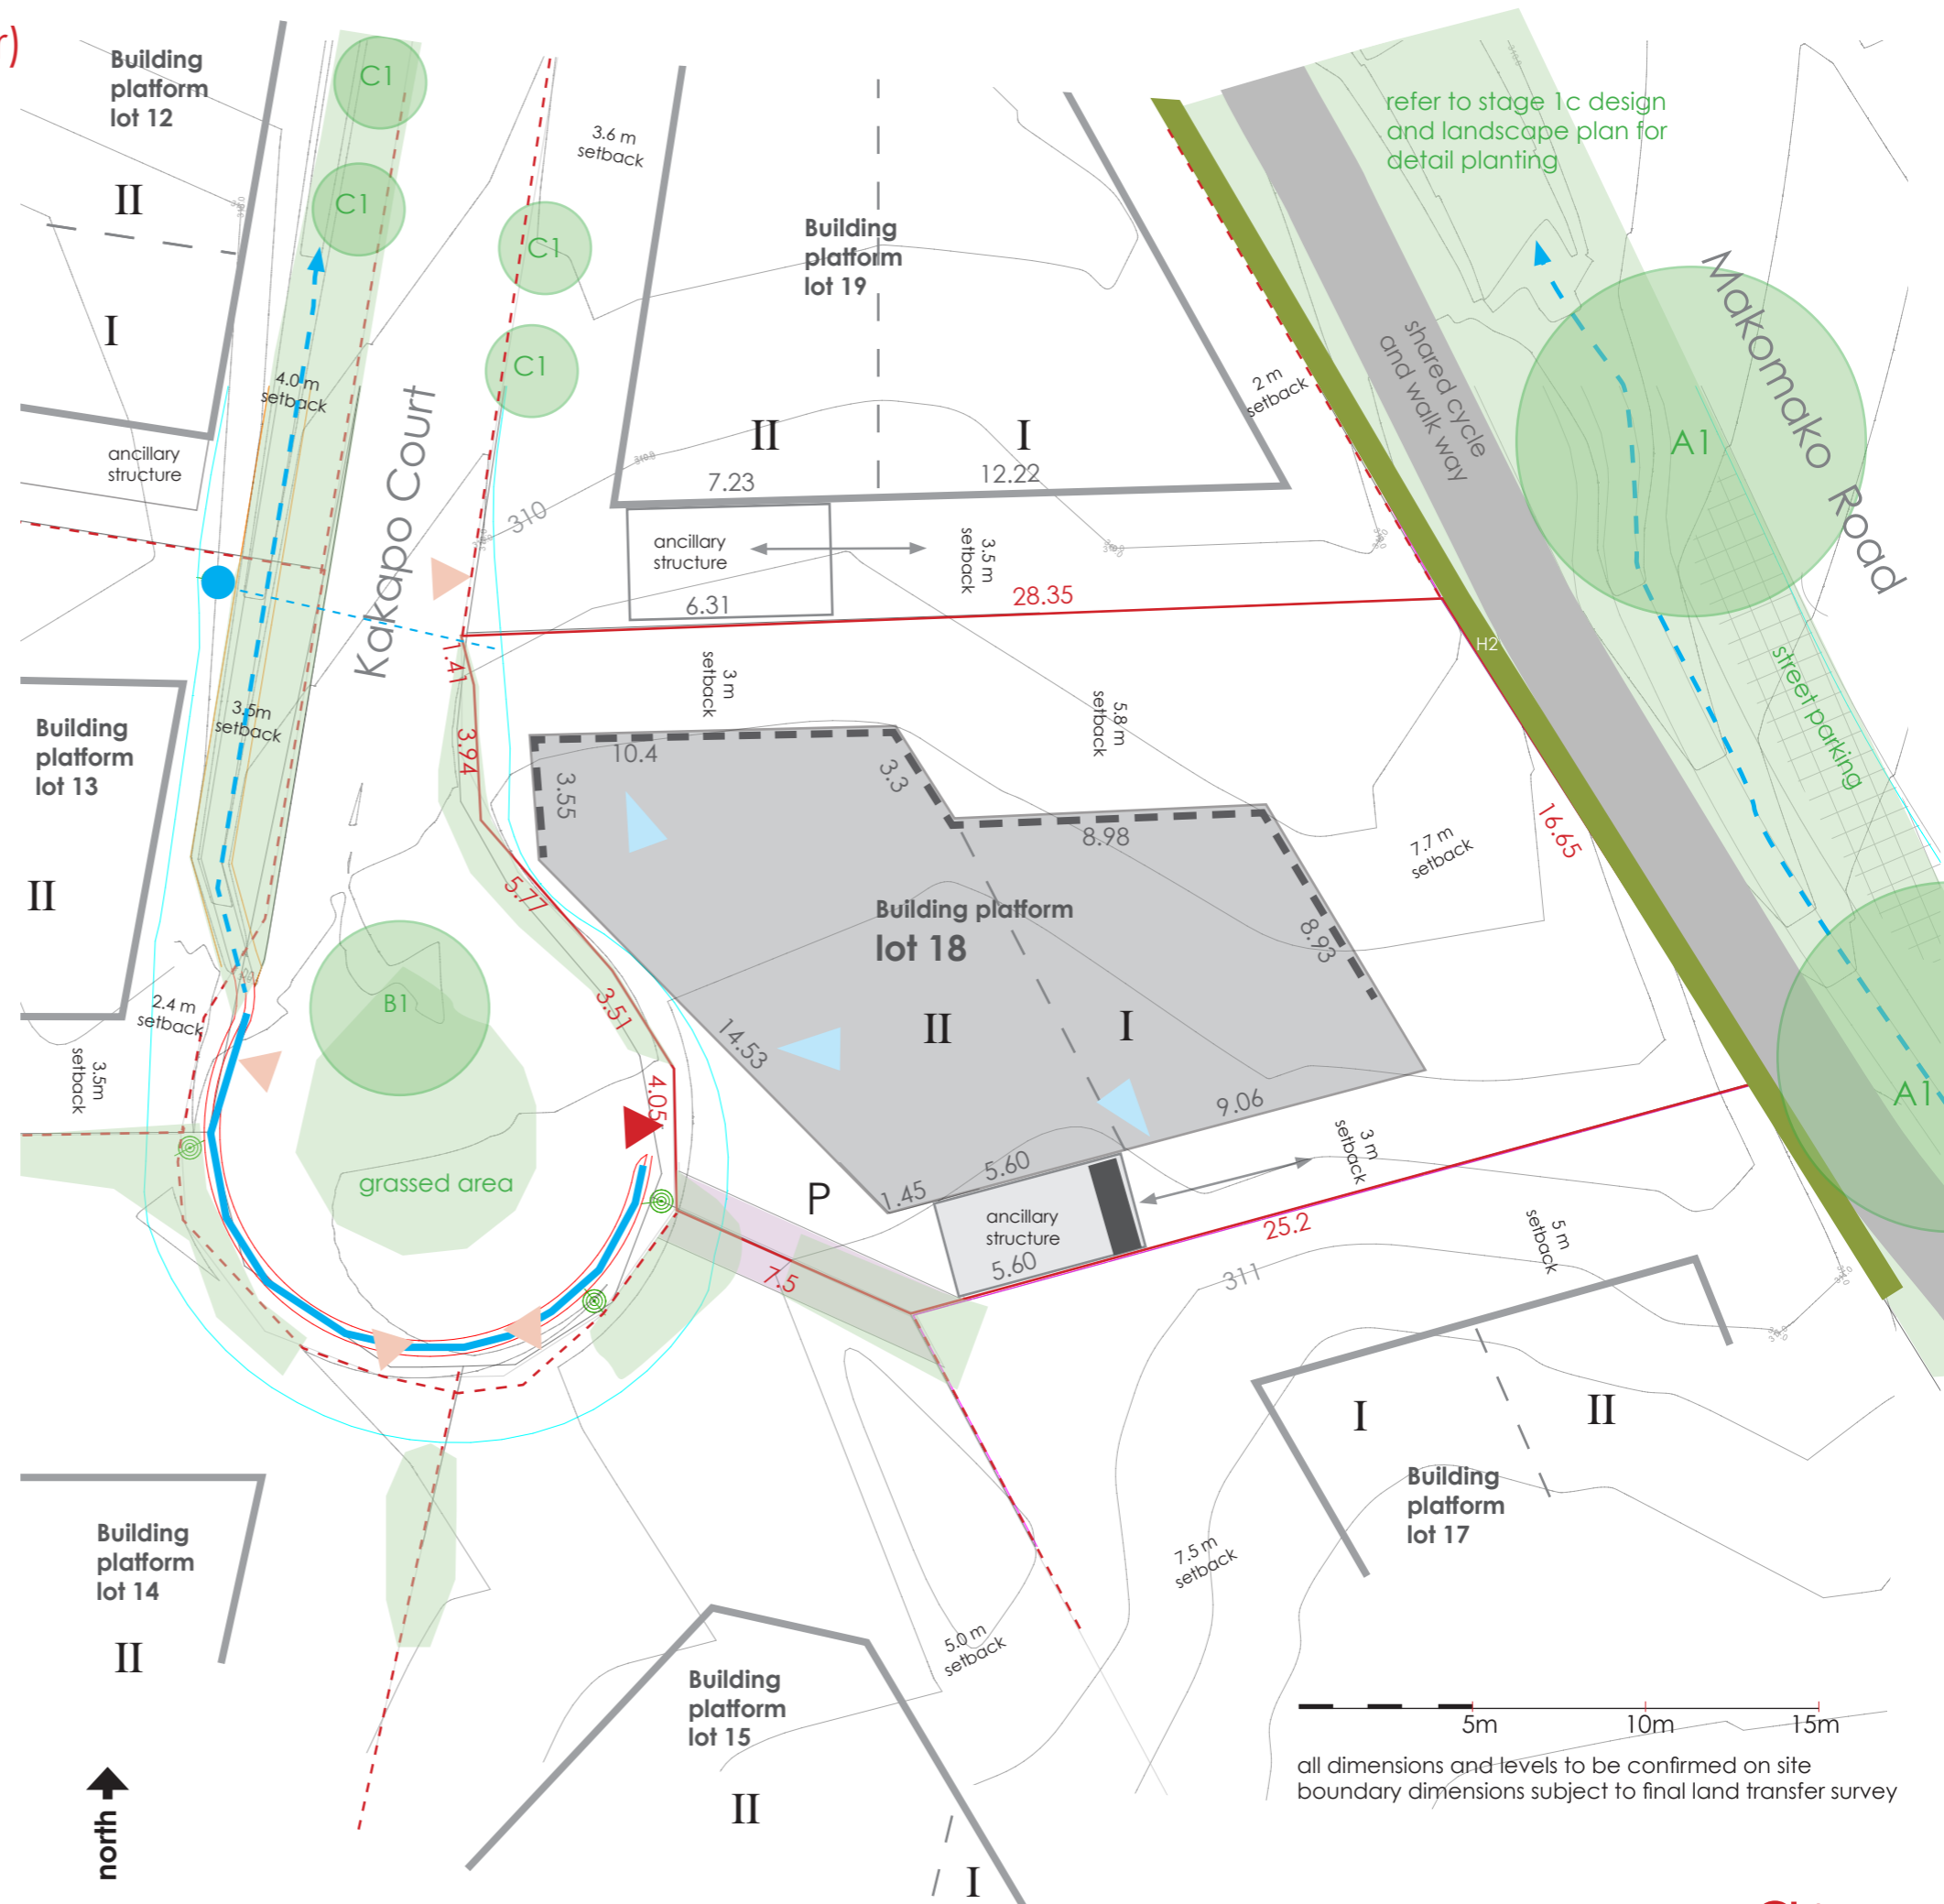 r)
Building
platform
lot 12
II
I
C1
C1
C1
C1
3.6 m
setback
Building
platform
lot 19
II
I
7.23
12.22
refer to stage 1c design
and landscape plan for
detail planting
Makomako Road
shared cycle
and walk way
A1
2 m
setback
4.0 m
setback
ancillary
structure
Kakapo Court
310
ancillary
structure
6.31
3.5 m
setback
28.35
H2
street parking
1.41
3 m
setback
5.8 m
setback
Building
platform
lot 13
II
3.5m
setback
3.94
10.4
3.55
3.3
8.98
7.7 m
setback
16.65
5.77
Building platform
lot 18
8.93
B1
2.4 m
setback
3.5m
setback
3.51
14.53
II
I
4.05
9.06
A1
grassed area
P
1.45
5.60
3 m
setback
ancillary
structure
5.60
25.2
7.5
5 m
setback
311
I
II
Building
platform
lot 17
Building
platform
lot 14
II
7.5 m
setback
5.0 m
setback
Building
platform
lot 15
II
I
5m
10m
15m
all dimensions and levels to be confirmed on site
boundary dimensions subject to final land transfer survey
north